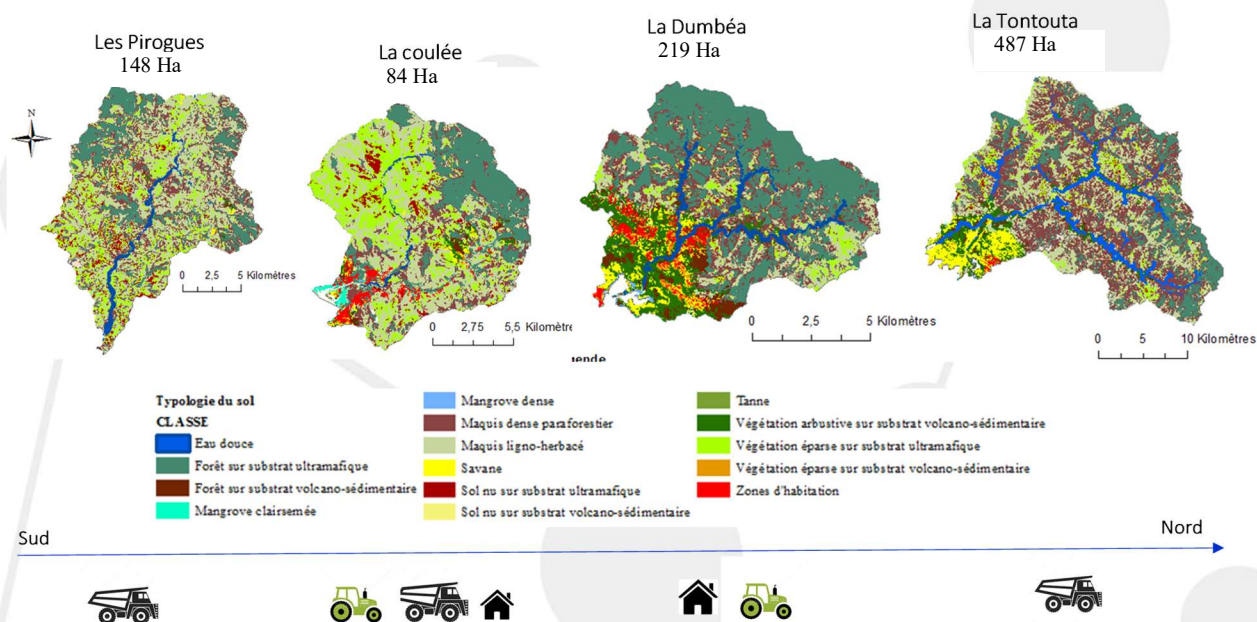 Les Pirogues
148 Ha
La coulée
84 Ha
La Dumbéa
219 Ha
La Tontouta
487 Ha
N
0 2,5 5 Kilomètres
0 2,75 5,5 Kilomètre
0 2,5 5 Kilomètres
0 5 10 Kilomètres
Typologie du sol
CLASSE
Eau douce
Forêt sur substrat ultramafique
Forêt sur substrat volcano-sédimentaire
Mangrove clairsemée
Mangrove dense
Maquis dense paraforestier
Maquis ligno-herbacé
Savane
Sol nu sur substrat ultramafique
Sol nu sur substrat volcano-sédimentaire
Tanne
Végétation arbustive sur substrat volcano-sédimentaire
Végétation éparse sur substrat ultramafique
Végétation éparse sur substrat volcano-sédimentaire
Zones d'habitation
Sud
Nord